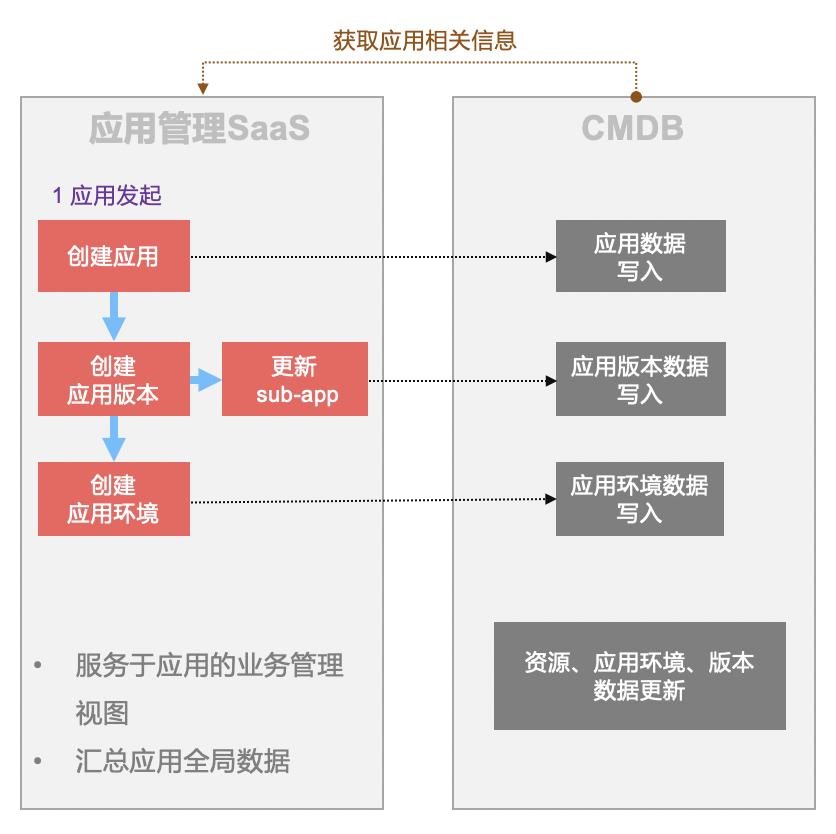 获取应用相关信息
应用管理SaaS
CMDB
1 应用发起
创建应用
应用数据
写入
创建
应用版本
更新
sub-app
应用版本数据
写入
创建
应用环境
应用环境数据
写入
资源、应用环境、版本
数据更新
• 服务于应用的业务管理
视图
• 汇总应用全局数据